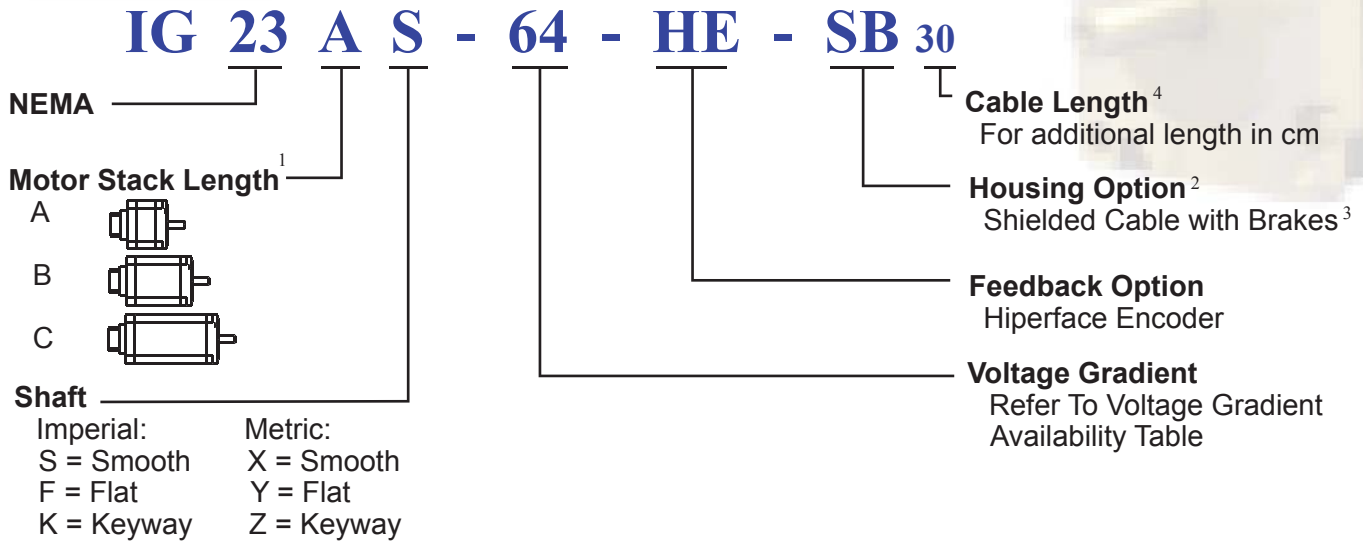 IG 23 A S - 64 - HE - SB 30
NEMA
Motor Stack Length 1
A
B
C
Shaft
Imperial: Metric:
S = Smooth X = Smooth
F = Flat Y = Flat
K = Keyway Z = Keyway
Cable Length 4
For additional length in cm
Housing Option 2
Shielded Cable with Brakes 3
Feedback Option
Hiperface Encoder
Voltage Gradient
Refer To Voltage Gradient
Availability Table